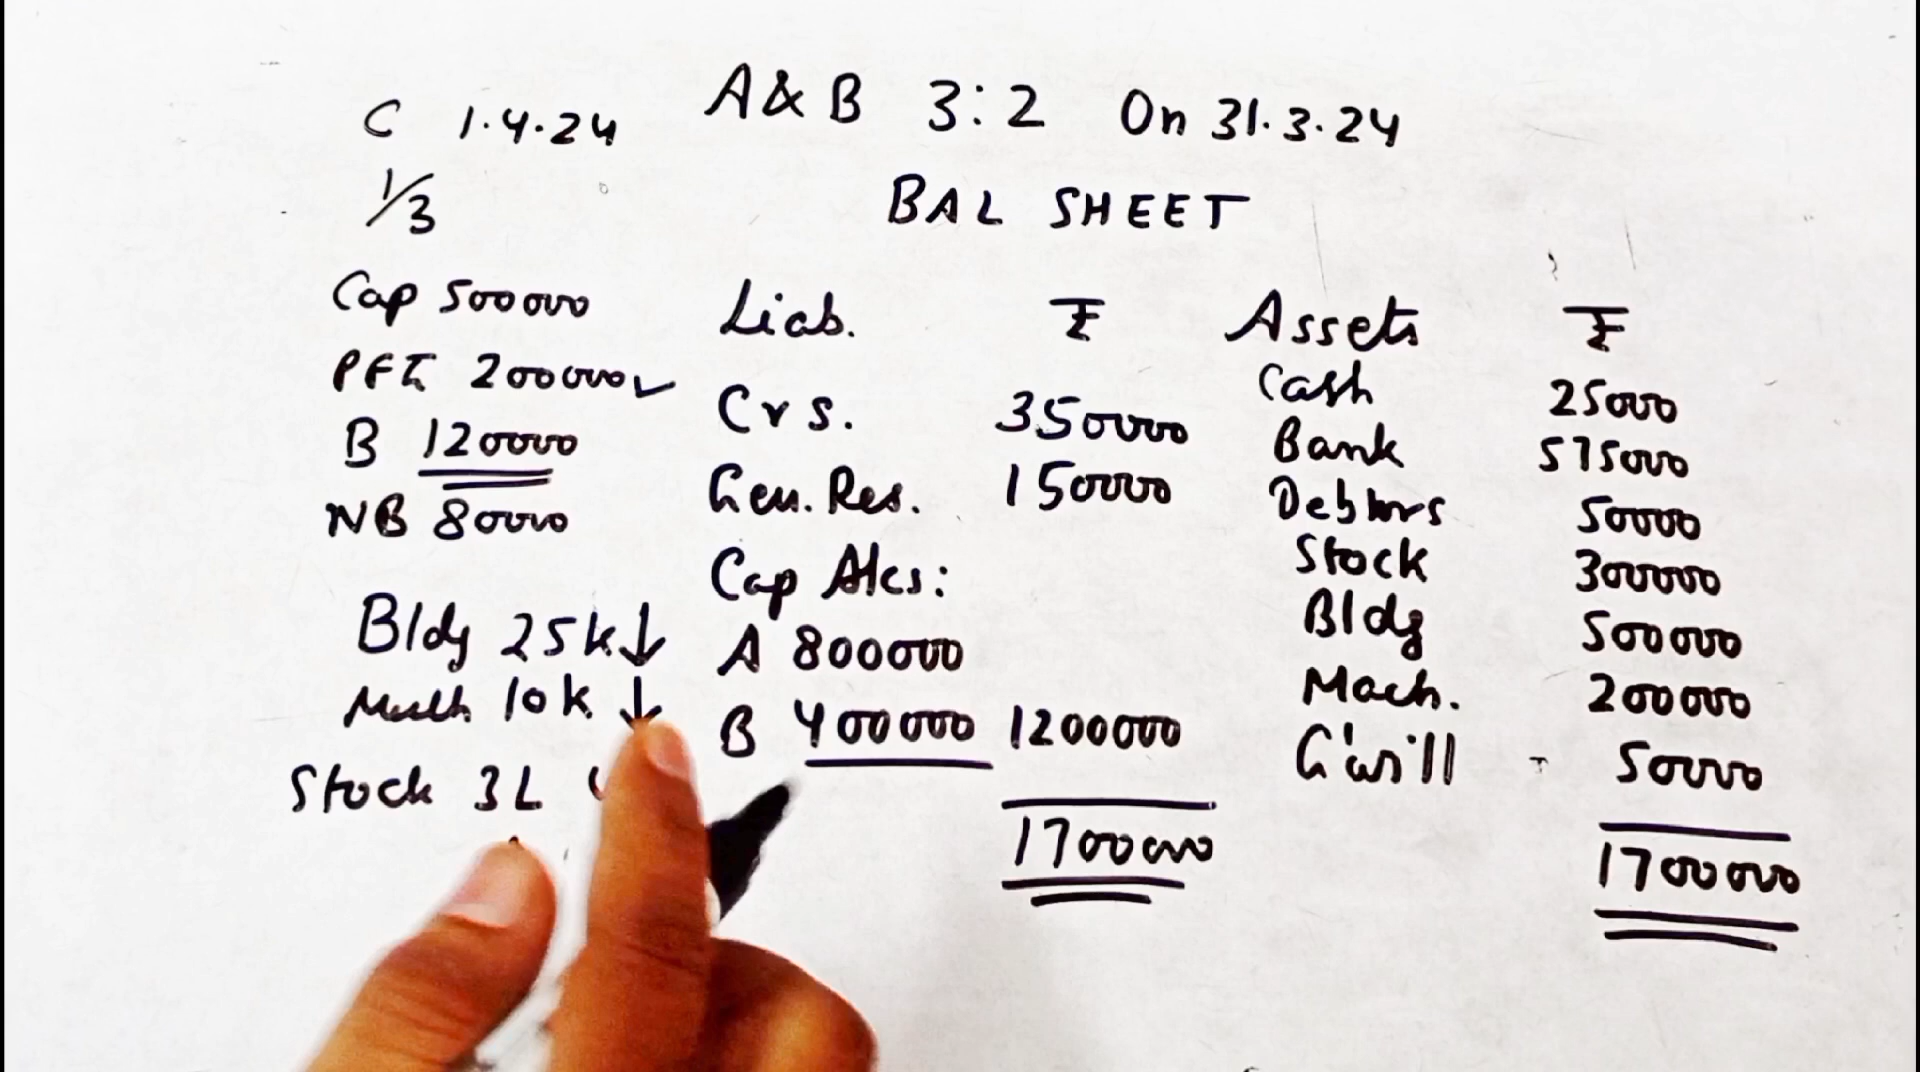 A & B 3:2 On 31.3.24
C 1.4.24
1/3
BAL SHEET
Cap 500000
PFT 200000 ✓
B 120000
NB 80000
Bldg 25k ↓
10k ↓
Stock 3L
Liab. ₹
Crs. 350000
Gen. Res. 150000
Cap A/cs:
A 800000
B 400000 1200000
1700000
Assets ₹
Cash 25000
Bank 575000
Debtors 50000
Stock 300000
Bldg 500000
Mach. 200000
G'will - 50000
1700000